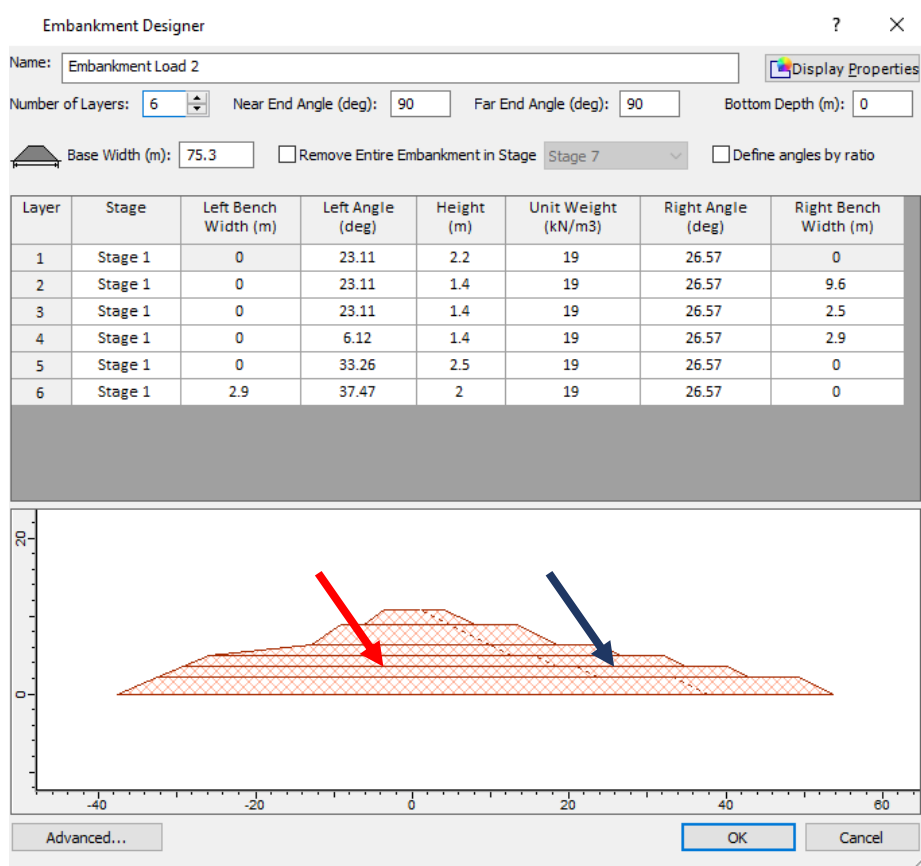 Embankment Designer ? ×
Name: Embankment Load 2 Display Properties
Number of Layers: 6 Near End Angle (deg): 90 Far End Angle (deg): 90 Bottom Depth (m): 0
Base Width (m): 75.3 Remove Entire Embankment in Stage Stage 7 Define angles by ratio
Layer Stage Left Bench Width (m) Left Angle (deg) Height (m) Unit Weight (kN/m3) Right Angle (deg) Right Bench Width (m)
1 Stage 1 0 23.11 2.2 19 26.57 0
2 Stage 1 0 23.11 1.4 19 26.57 9.6
3 Stage 1 0 23.11 1.4 19 26.57 2.5
4 Stage 1 0 6.12 1.4 19 26.57 2.9
5 Stage 1 0 33.26 2.5 19 26.57 0
6 Stage 1 2.9 37.47 2 19 26.57 0
20
0
-40 -20 0 20 40 60
Advanced... OK Cancel